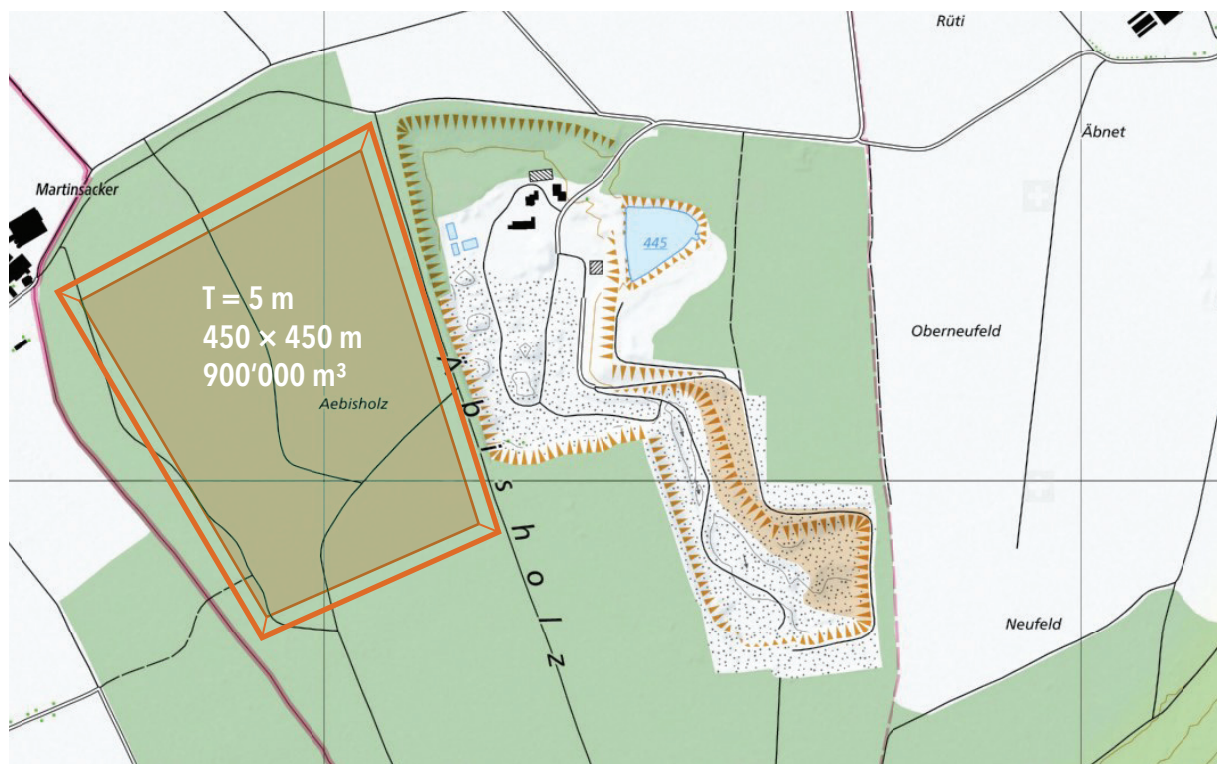 Rüti
Äbnet
Martinsacker
445
T = 5 m
450 × 450 m
900‘000 m³
Oberneufeld
Aebisholz
Äbisholz
Neufeld